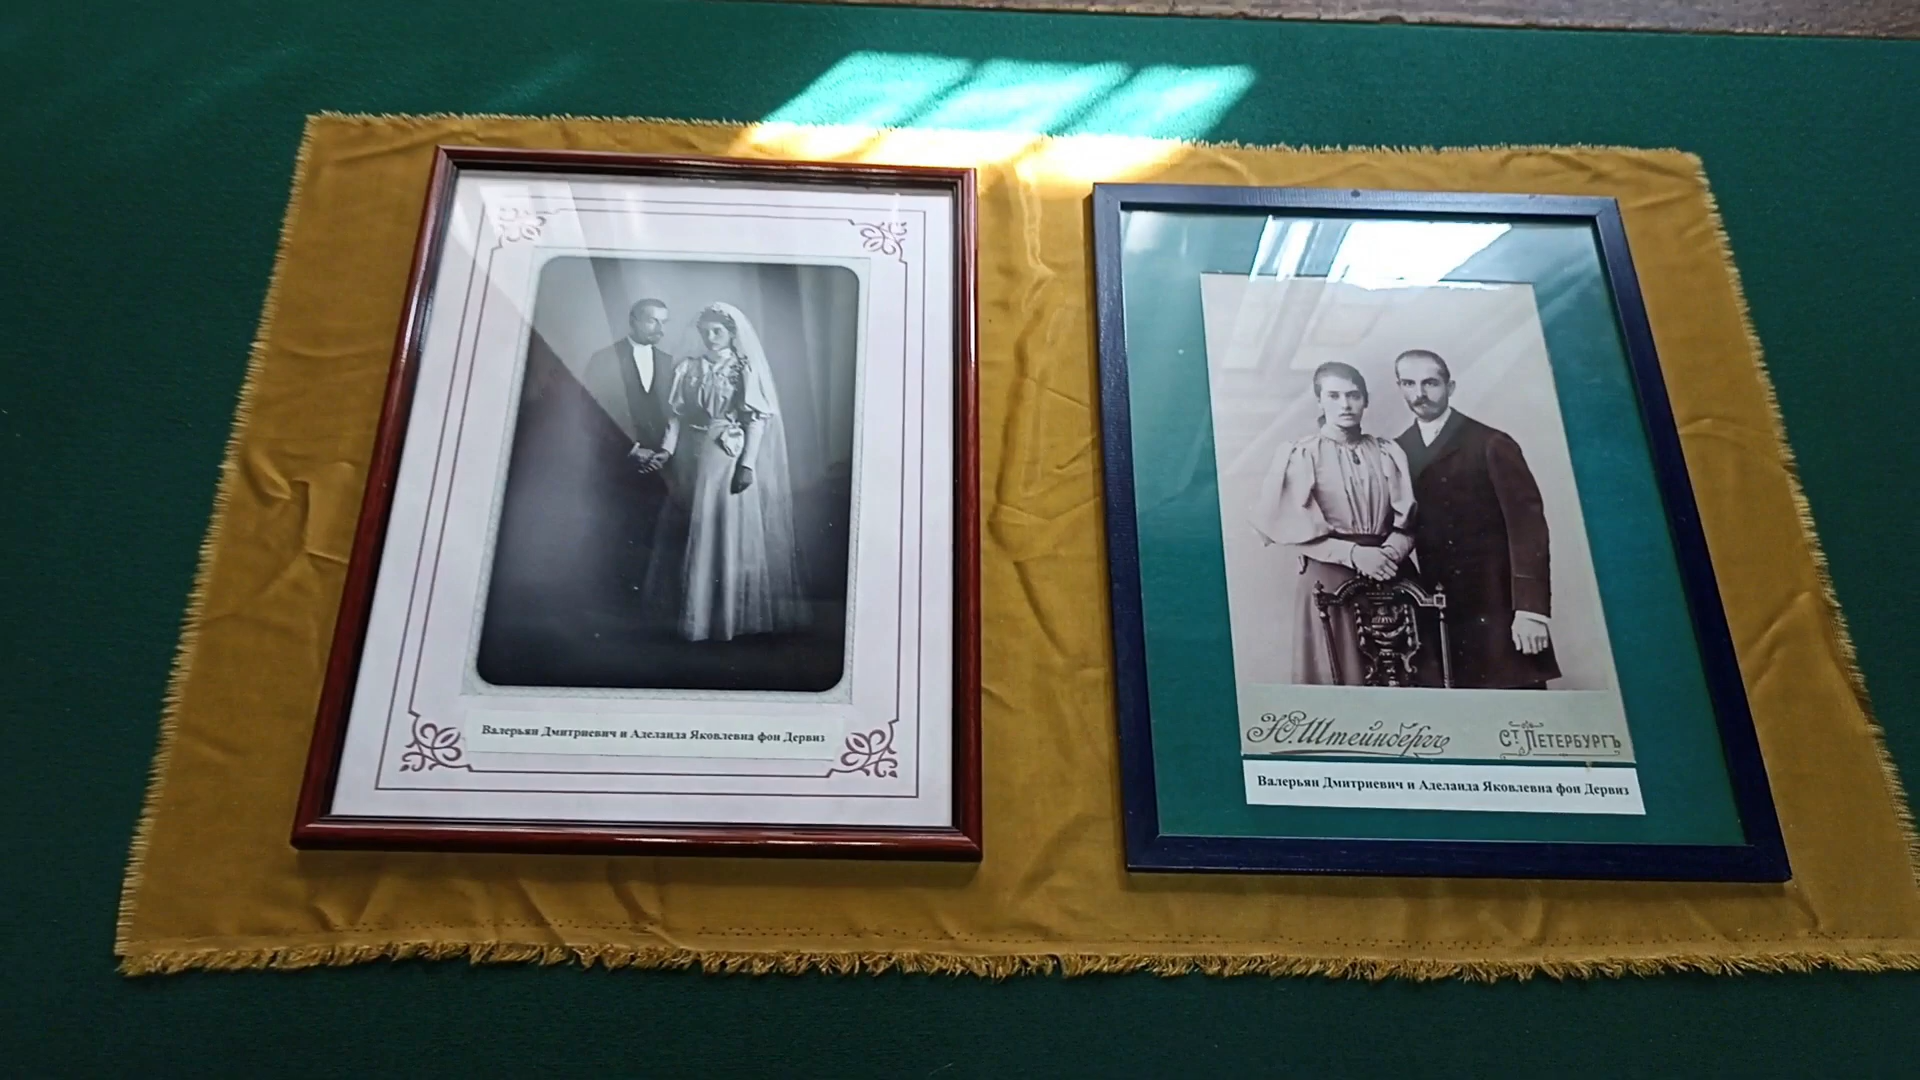 Валерьян Дмитриевич и Аделаида Яковлевна фон Дервиз
Ю. Штейнбергъ
Ст. Петербургъ
Валерьян Дмитриевич и Аделаида Яковлевна фон Дервиз